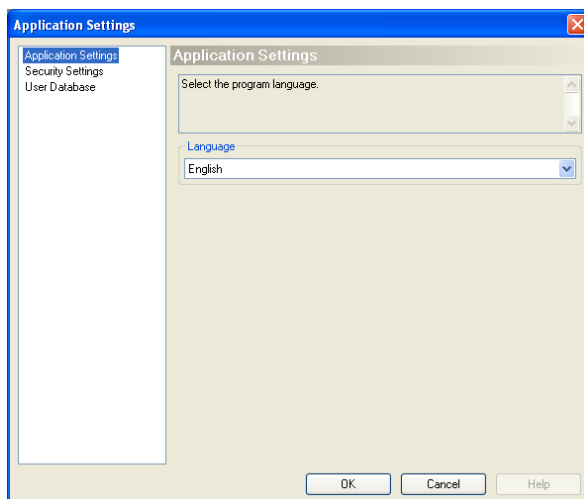 Application Settings
Application Settings
Security Settings
User Database
Application Settings
Select the program language.
Language
English
OK
Cancel
Help